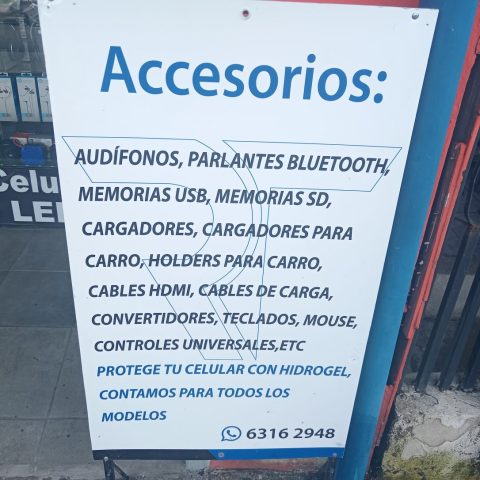 Accesorios:
AUDÍFONOS, PARLANTES BLUETOOTH,
MEMORIAS USB, MEMORIAS SD,
CARGADORES, CARGADORES PARA
CARRO, HOLDERS PARA CARRO,
CABLES HDMI, CABLES DE CARGA,
CONVERTIDORES, TECLADOS, MOUSE,
CONTROLES UNIVERSALES,ETC
PROTEGE TU CELULAR CON HIDROGEL,
CONTAMOS PARA TODOS LOS
MODELOS
6316 2948
Celu
LE